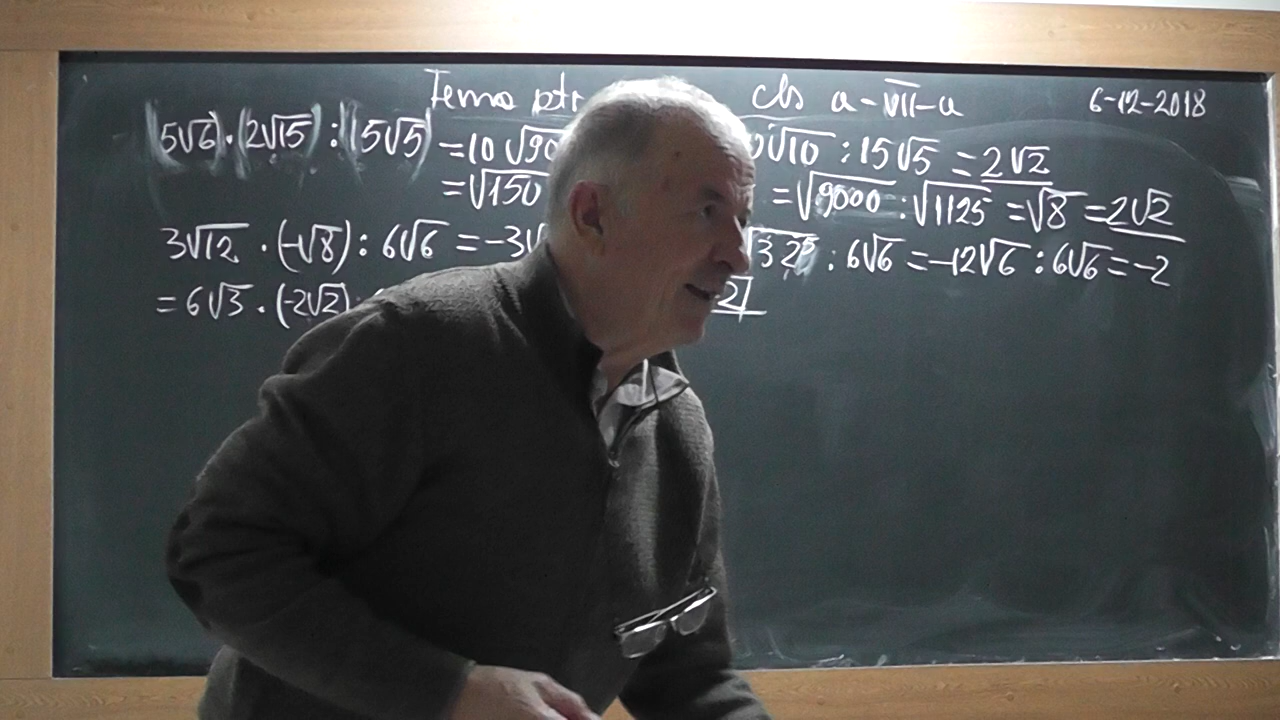 Tema ptr cls a-VII-a 6-12-2018
(5√6)·(2√15):(15√5) =10√90 √10 : 15√5 = 2√2
=√150 =√9000 : √1125 =√8 =2√2
3√12 · (-√8) : 6√6 = -3√ : 6√6 =-12√6 : 6√6 = -2
= 6√3 · (-2√2): -2